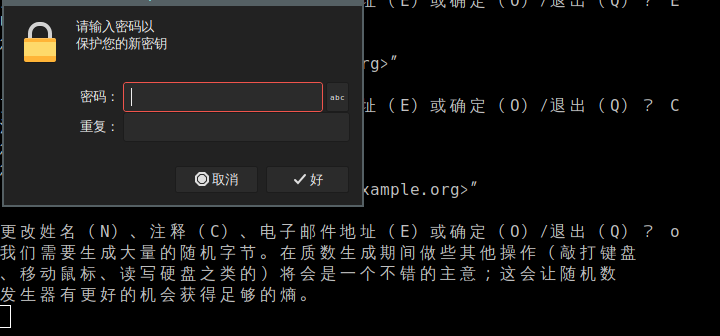 址（E）或确定（O）/退出（Q）？ E
请输入密码以
保护您的新密钥
rg>"
密码：
abc
址（E）或确定（O）/退出（Q）？ C
重复：
取消
好
xample.org>"
更改姓名（N）、注释（C）、电子邮件地址（E）或确定（O）/退出（Q）？ o
我们需要生成大量的随机字节。在质数生成期间做些其他操作（敲打键盘
、移动鼠标、读写硬盘之类的）将会是一个不错的主意；这会让随机数
发生器有更好的机会获得足够的熵。